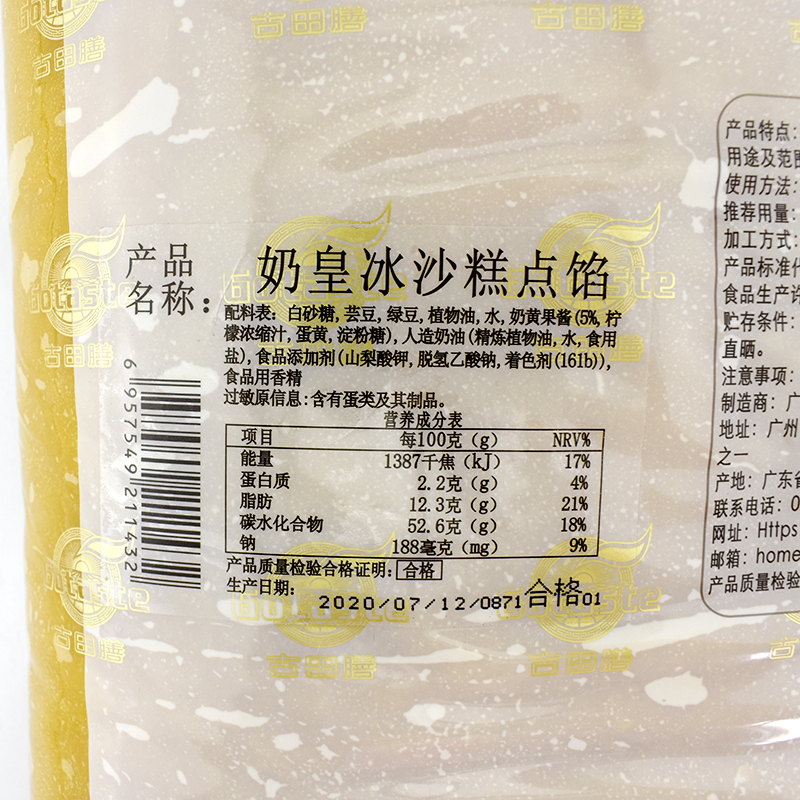 Gotaste
古田膳
产品
名称：
奶皇冰沙糕点馅
配料表：白砂糖，芸豆，绿豆，植物油，水，奶黄果酱(5%，柠
檬浓缩汁，蛋黄，淀粉糖)，人造奶油(精炼植物油，水，食用
盐)，食品添加剂(山梨酸钾，脱氢乙酸钠，着色剂(161b))，
食品用香精
过敏原信息：含有蛋类及其制品。
营养成分表
项目 每100克(g) NRV%
能量 1387千焦(kJ) 17%
蛋白质 2.2克(g) 4%
脂肪 12.3克(g) 21%
碳水化合物 52.6克(g) 18%
钠 188毫克(mg) 9%
产品质量检验合格证明：合格
生产日期：
2020/07/12/0871合格01
6957549211432
产品特点：
用途及范围
使用方法：
推荐用量：
加工方式：
产品标准代
食品生产许
贮存条件：
直晒。
注意事项：
制造商：广
地址：广州
之一
产地：广东省
联系电话：0
网址：Https
邮箱：home
产品质量检验